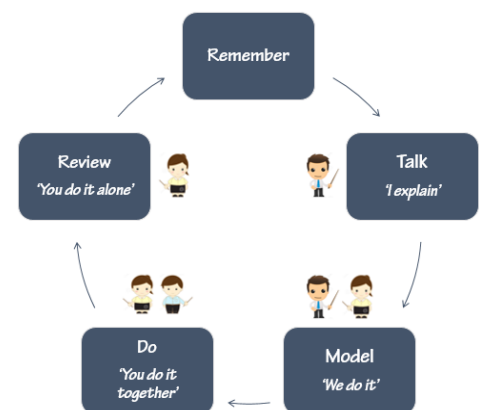 Remember
Talk
‘I explain’
Model
‘We do it’
Do
‘You do it
together’
Review
‘You do it alone’